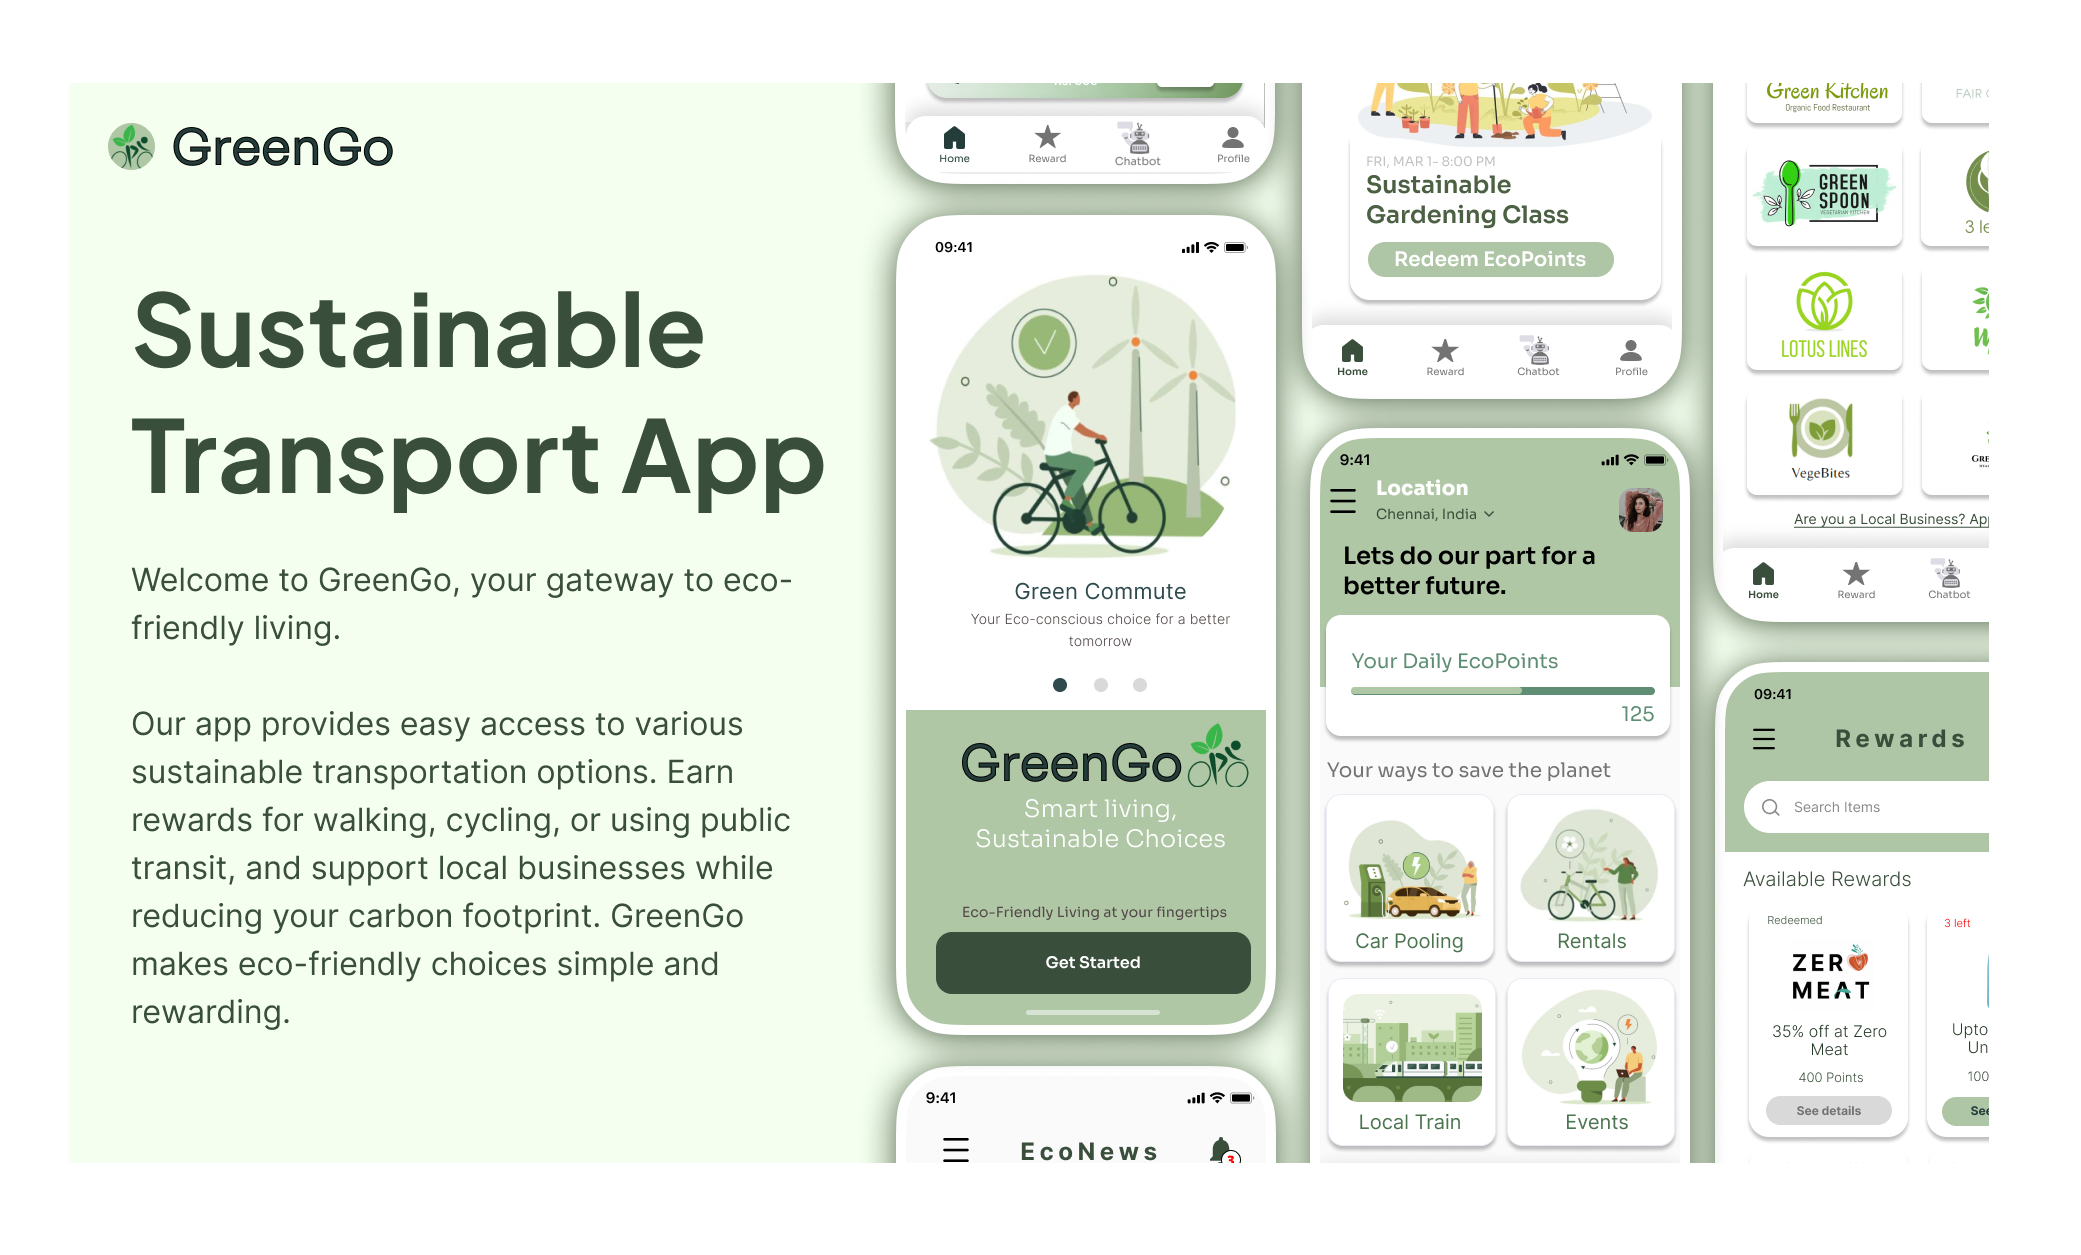 GreenGo
Sustainable
Transport App
Welcome to GreenGo, your gateway to eco-
friendly living.
Our app provides easy access to various
sustainable transportation options. Earn
rewards for walking, cycling, or using public
transit, and support local businesses while
reducing your carbon footprint. GreenGo
makes eco-friendly choices simple and
rewarding.
Home Reward Chatbot Profile
09:41
Green Commute
Your Eco-conscious choice for a better
tomorrow
GreenGo
Smart living,
Sustainable Choices
Eco-Friendly Living at your fingertips
Get Started
9:41
EcoNews
3
FRI, MAR 1- 8:00 PM
Sustainable
Gardening Class
Redeem EcoPoints
Home Reward Chatbot Profile
9:41
Location
Chennai, India
Lets do our part for a
better future.
Your Daily EcoPoints
125
Your ways to save the planet
Car Pooling
Rentals
Local Train
Events
Green Kitchen
Organic Food Restaurant
FAIR
GREEN
SPOON
VEGETARIAN KITCHEN
3 le
LOTUS LINES
VegeBites
Are you a Local Business? App
Home Reward Chatbot
09:41
Rewards
Search Items
Available Rewards
Redeemed
ZERO
MEAT
35% off at Zero
Meat
400 Points
See details
3 left
Upto
Un
100
See